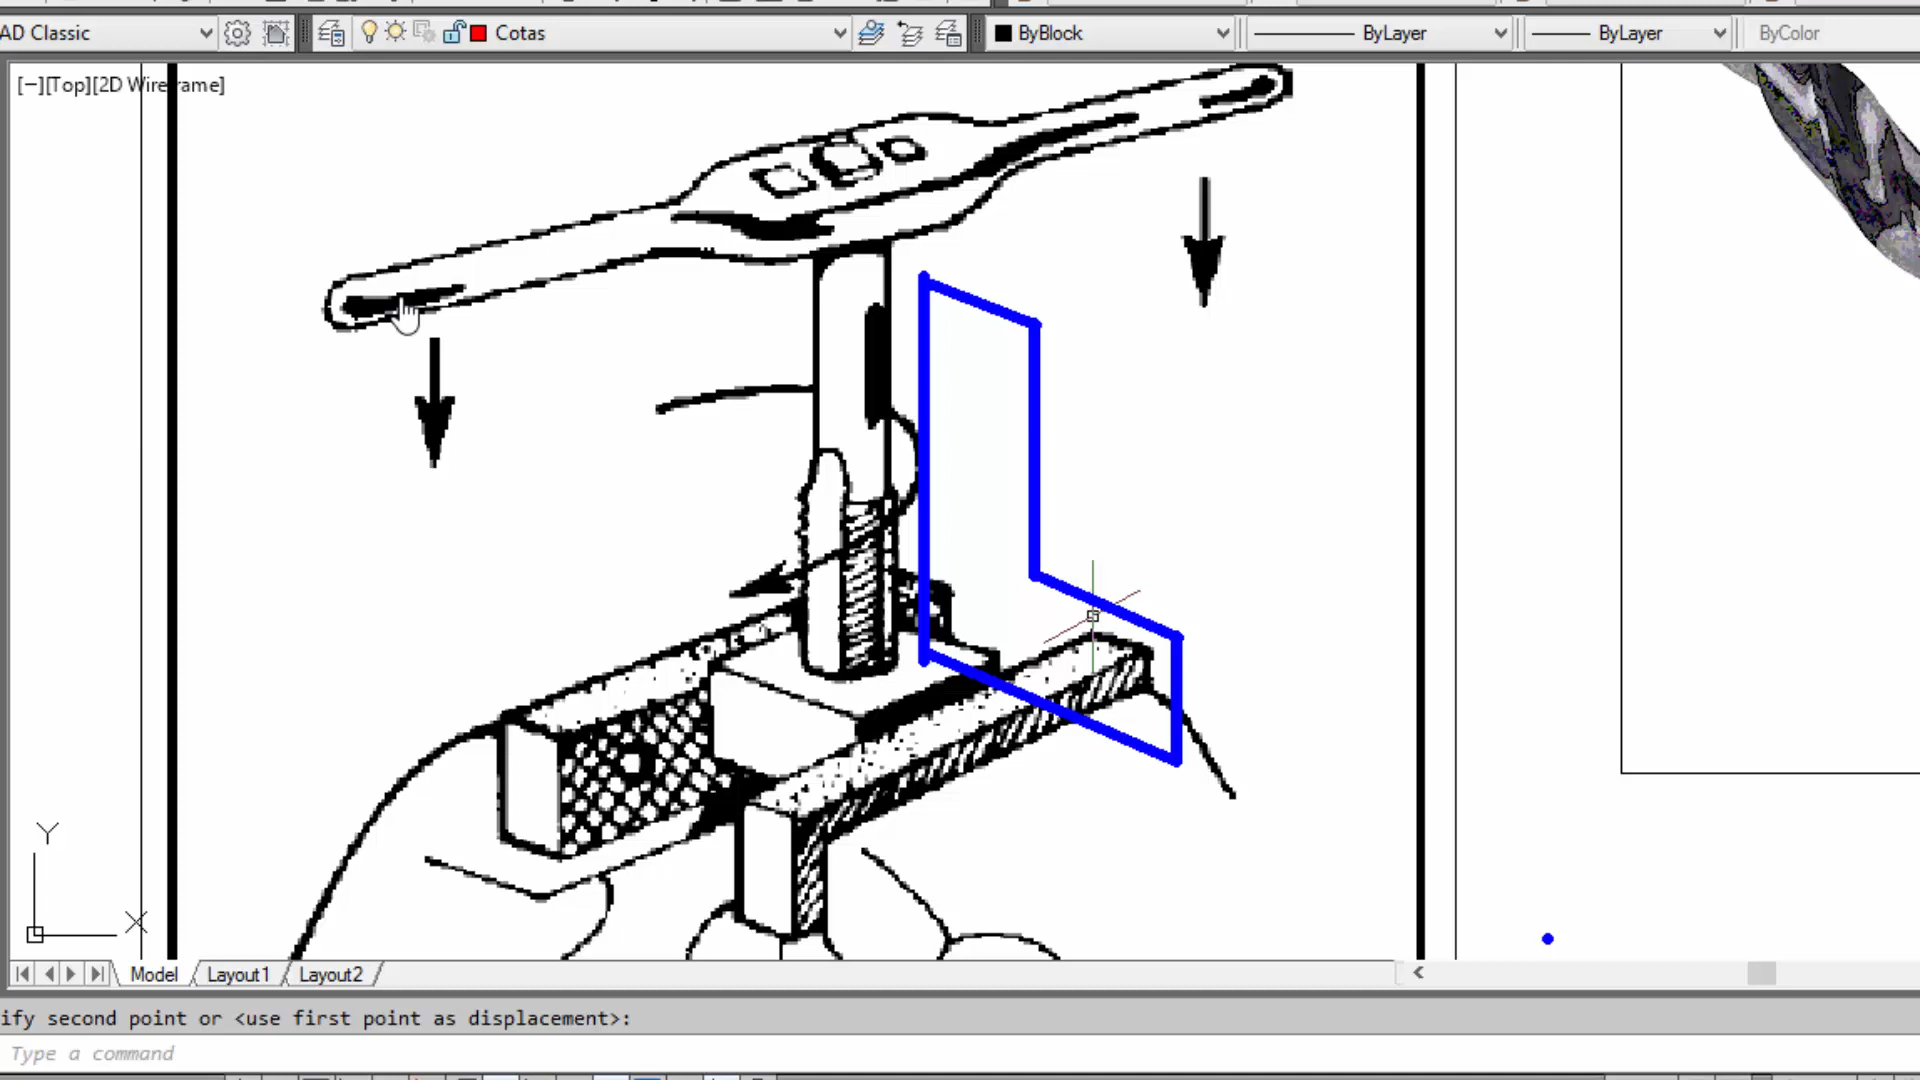 AD Classic
Cotas
ByBlock
ByLayer
ByLayer
ByColor
[−][Top][2D Wireframe]
Y
X
Model
Layout1
Layout2
ify second point or <use first point as displacement>:
Type a command